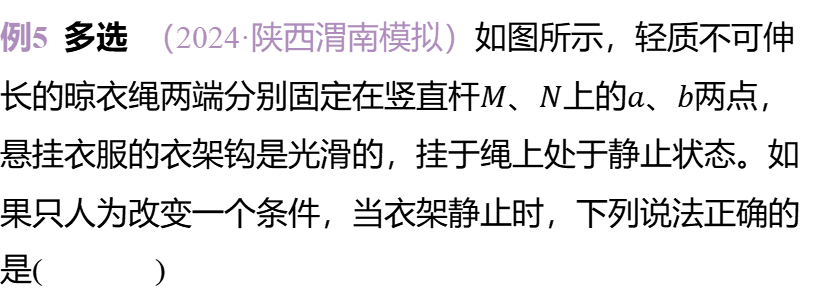 例5 多选 （2024·陕西渭南模拟）如图所示，轻质不可伸
长的晾衣绳两端分别固定在竖直杆M、N上的a、b两点，
悬挂衣服的衣架钩是光滑的，挂于绳上处于静止状态。如
果只人为改变一个条件，当衣架静止时，下列说法正确的
是( )